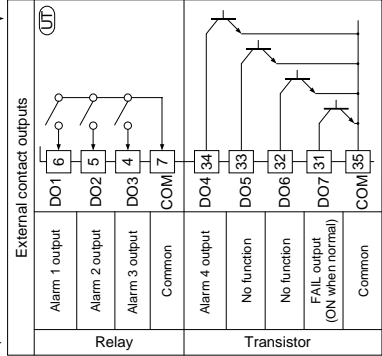 External contact outputs
UT
Relay
Alarm 1 output
DO1
6
Alarm 2 output
DO2
5
Alarm 3 output
DO3
4
Common
COM
7
Transistor
Alarm 4 output
DO4
34
No function
DO5
33
No function
DO6
32
FAIL output
(ON when normal)
DO7
31
Common
COM
35